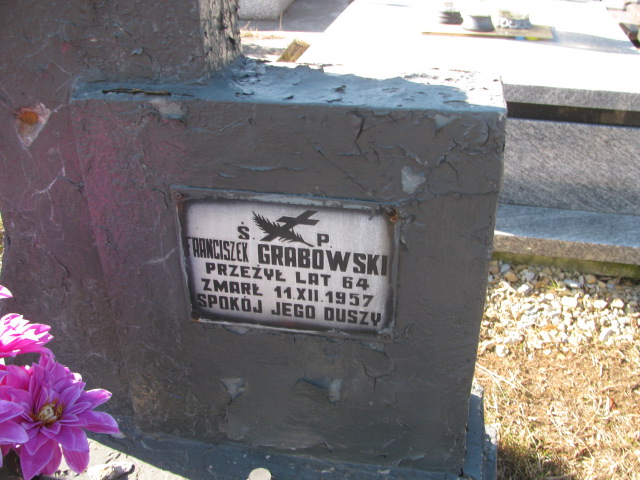 Ś. P.
FRANCISZEK GRABOWSKI
PRZEŻYŁ LAT 64
ZMARŁ 11.XII.1957
SPOKÓJ JEGO DUSZY